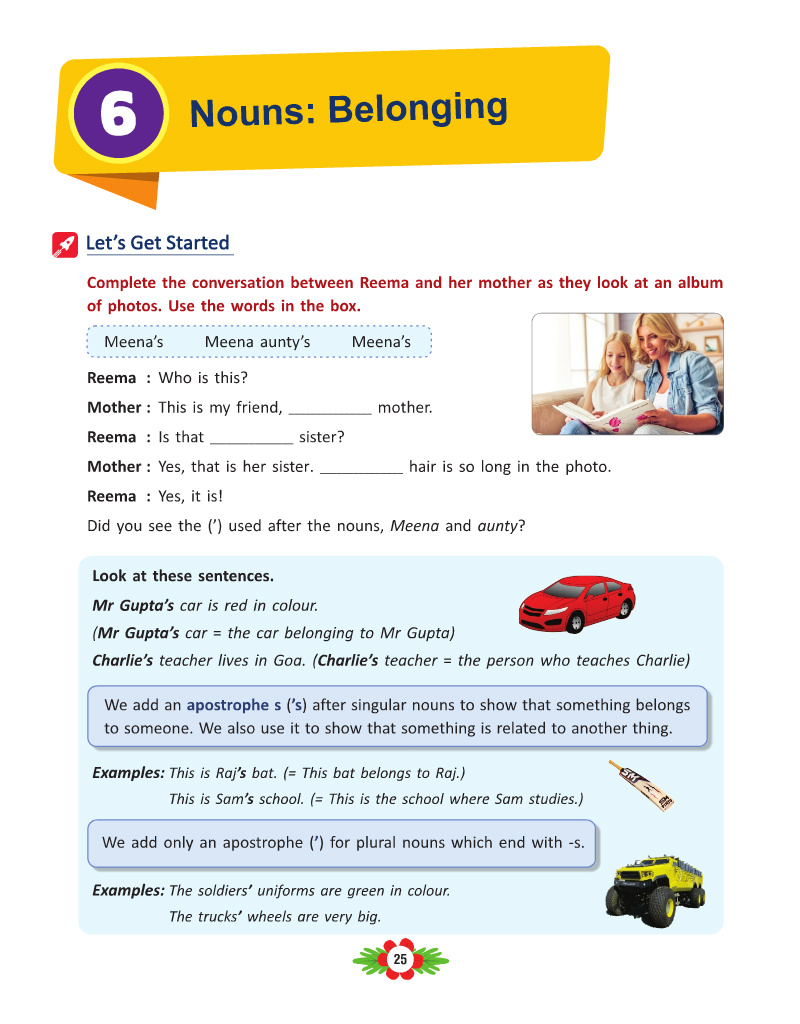 6
Nouns: Belonging
Let's Get Started
Complete the conversation between Reema and her mother as they look at an album
of photos. Use the words in the box.
Meena's Meena aunty's Meena's
Reema : Who is this?
Mother : This is my friend, __________ mother.
Reema : Is that __________ sister?
Mother : Yes, that is her sister. __________ hair is so long in the photo.
Reema : Yes, it is!
Did you see the (') used after the nouns, Meena and aunty?
Look at these sentences.
Mr Gupta's car is red in colour.
(Mr Gupta's car = the car belonging to Mr Gupta)
Charlie's teacher lives in Goa. (Charlie's teacher = the person who teaches Charlie)
We add an apostrophe s ('s) after singular nouns to show that something belongs
to someone. We also use it to show that something is related to another thing.
Examples: This is Raj's bat. (= This bat belongs to Raj.)
This is Sam's school. (= This is the school where Sam studies.)
SM
We add only an apostrophe (') for plural nouns which end with -s.
Examples: The soldiers' uniforms are green in colour.
The trucks' wheels are very big.
25